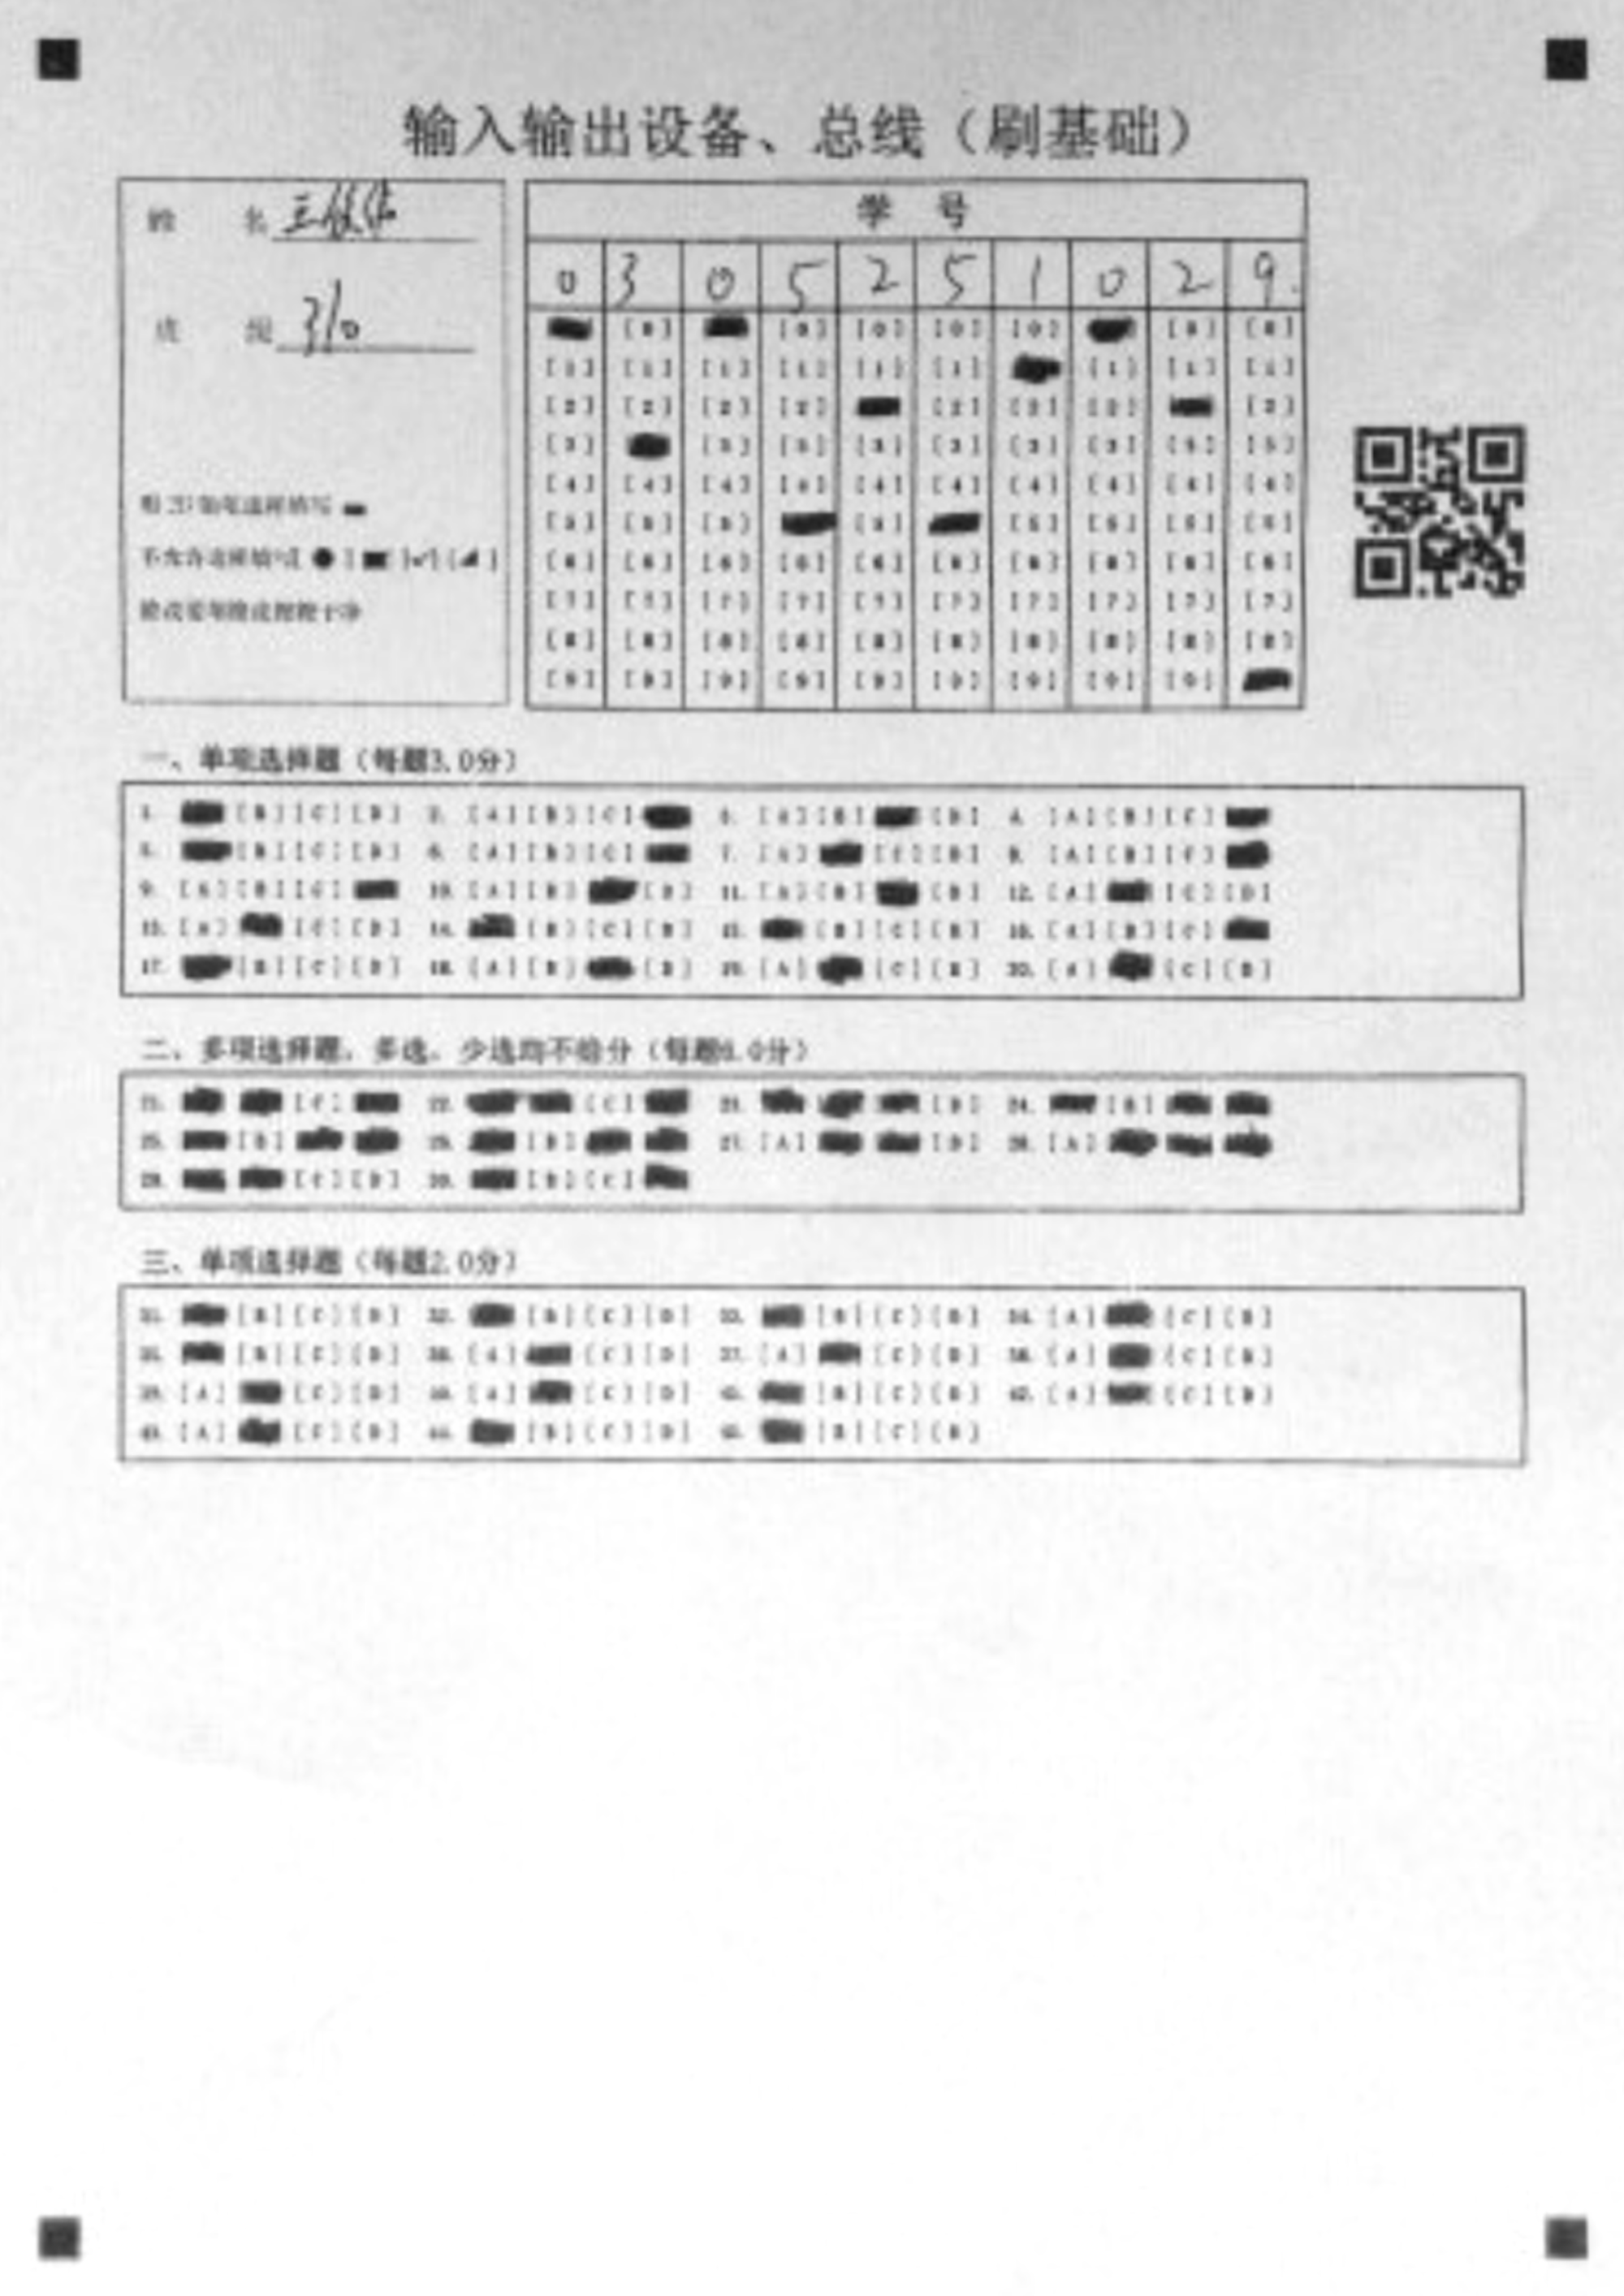 输入输出设备、总线（刷基础）
姓 名
班 级 310
学 号
0 3 0 5 2 5 1 0 2 9
[0] [0] [0] [0] [0] [0] [0]
[1] [1] [1] [1] [1] [1] [1] [1] [1]
[2] [2] [2] [2] [2] [2] [2] [2]
[3] [3] [3] [3] [3] [3] [3] [3] [3]
[4] [4] [4] [4] [4] [4] [4] [4] [4] [4]
[5] [5] [5] [5] [5] [5] [5] [5]
[6] [6] [6] [6] [6] [6] [6] [6] [6] [6]
[7] [7] [7] [7] [7] [7] [7] [7] [7] [7]
[8] [8] [8] [8] [8] [8] [8] [8] [8] [8]
[9] [9] [9] [9] [9] [9] [9] [9] [9]
修改要用橡皮擦擦干净
一、单项选择题（每题3.0分）
1. [B] [C] [D] 2. [A] [B] [C] 3. [A] [B] [D] 4. [A] [B] [C]
5. [B] [C] [D] 6. [A] [B] [C] 7. [A] [C] [D] 8. [A] [B] [C]
9. [A] [B] [C] 10. [A] [B] [D] 11. [A] [B] [D] 12. [A] [C] [D]
13. [A] [C] [D] 14. [B] [C] [D] 15. [B] [C] [D] 16. [A] [B] [C]
17. [B] [C] [D] 18. [A] [B] [D] 19. [A] [C] [D] 20. [A] [C] [D]
二、多项选择题，多选，少选均不给分（每题 .0分）
21. [C] 22. [C] 23. [D] 24. [B]
25. [B] 26. [B] 27. [A] [D] 28. [A]
29. [C] [D] 30. [B] [C]
三、单项选择题（每题2.0分）
31. [B] [C] [D] 32. [B] [C] [D] 33. [B] [C] [D] 34. [A] [C] [D]
35. [B] [C] [D] 36. [A] [C] [D] 37. [A] [C] [D] 38. [A] [C] [D]
39. [A] [C] [D] 40. [A] [C] [D] 41. [B] [C] [D] 42. [A] [C] [D]
43. [A] [C] [D] 44. [B] [C] [D] 45. [B] [C] [D]